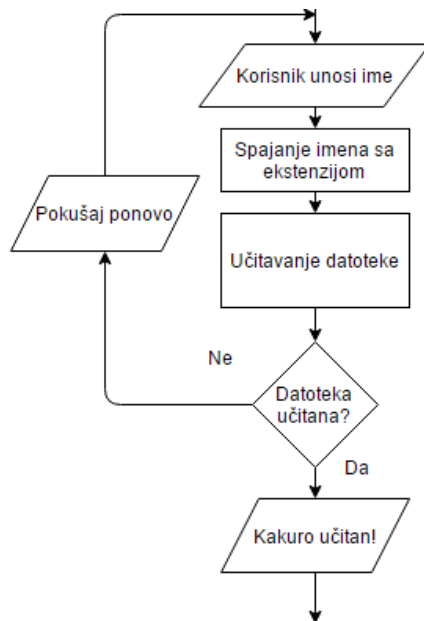 Korisnik unosi ime
Spajanje imena sa
ekstenzijom
Pokušaj ponovo
Učitavanje datoteke
Ne
Datoteka
učitana?
Da
Kakuro učitan!